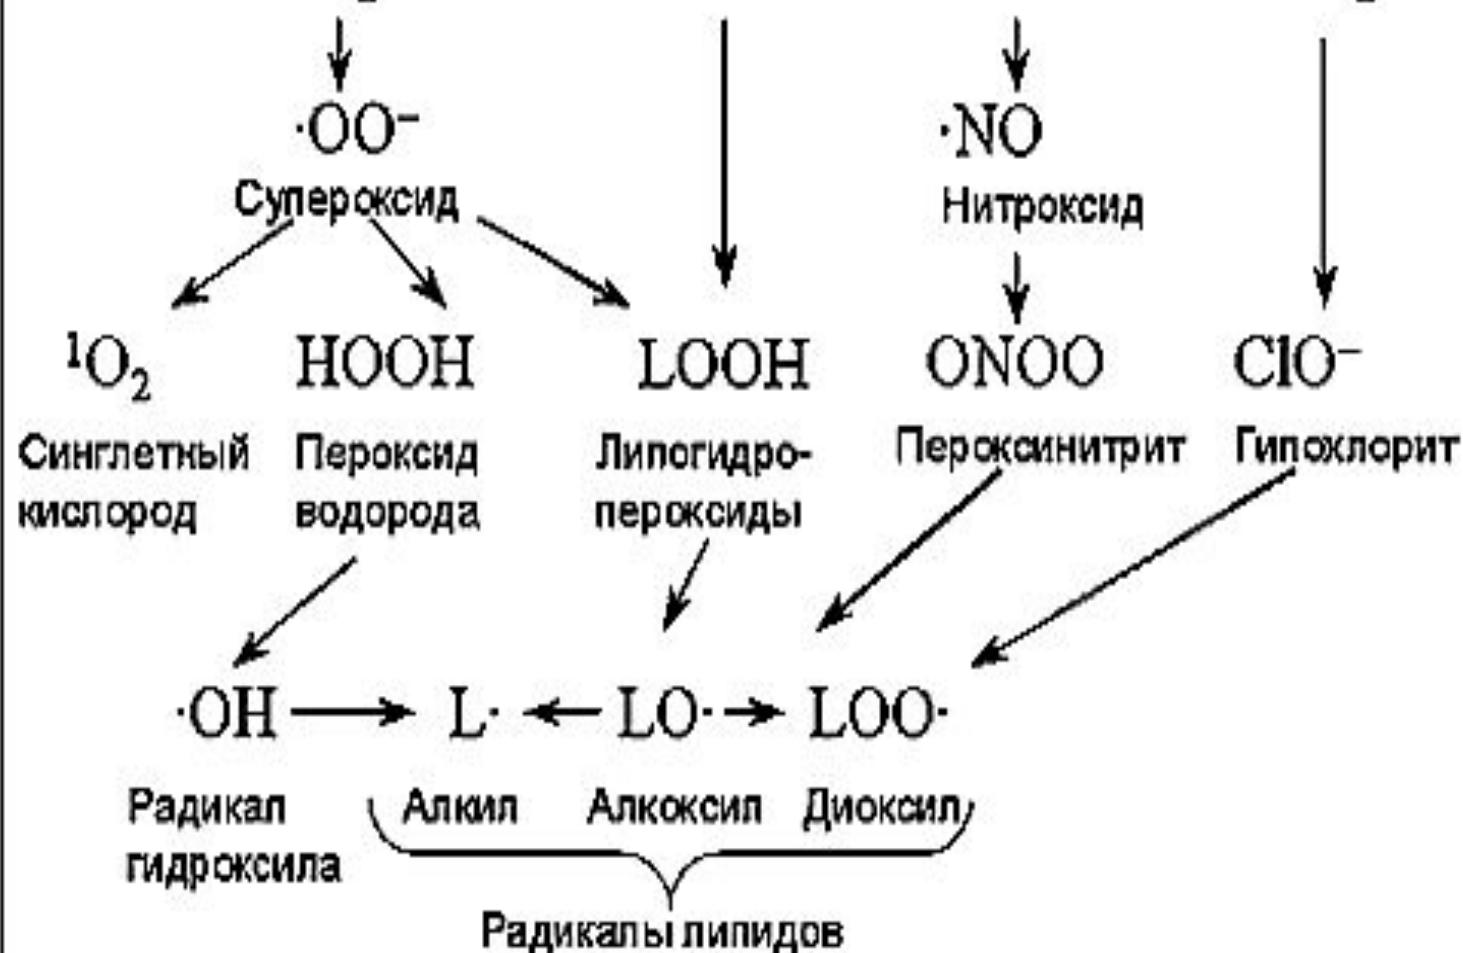 ·OO⁻
·NO
Супероксид
Нитроксид
¹O₂
HOOH
LOOH
ONOO
ClO⁻
Синглетный
кислород
Пероксид
водорода
Липогидро-
пероксиды
Пероксинитрит
Гипохлорит
·OH
L·
LO·
LOO·
Радикал
гидроксила
Алкил
Алкоксил
Диоксил
Радикалы липидов